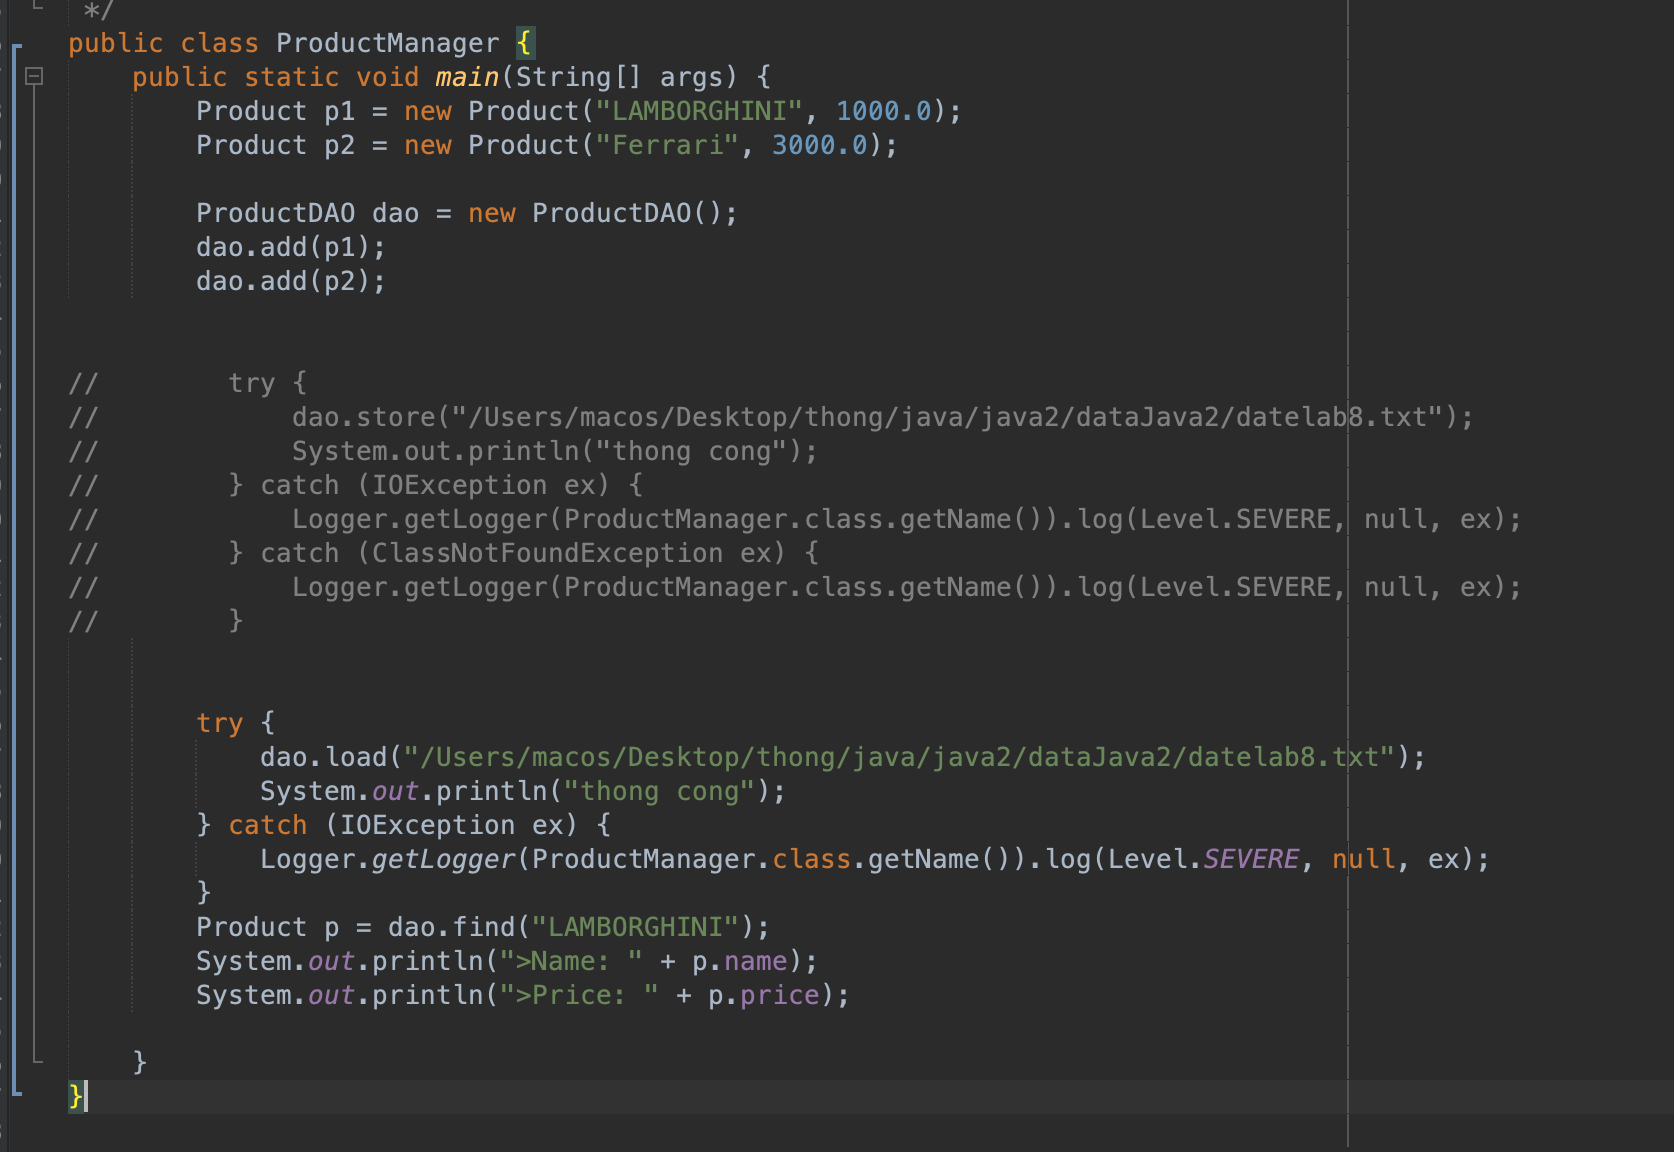 */
public class ProductManager {
    public static void main(String[] args) {
        Product p1 = new Product("LAMBORGHINI", 1000.0);
        Product p2 = new Product("Ferrari", 3000.0);

        ProductDAO dao = new ProductDAO();
        dao.add(p1);
        dao.add(p2);


//        try {
//            dao.store("/Users/macos/Desktop/thong/java/java2/dataJava2/datelab8.txt");
//            System.out.println("thong cong");
//        } catch (IOException ex) {
//            Logger.getLogger(ProductManager.class.getName()).log(Level.SEVERE, null, ex);
//        } catch (ClassNotFoundException ex) {
//            Logger.getLogger(ProductManager.class.getName()).log(Level.SEVERE, null, ex);
//        }


        try {
            dao.load("/Users/macos/Desktop/thong/java/java2/dataJava2/datelab8.txt");
            System.out.println("thong cong");
        } catch (IOException ex) {
            Logger.getLogger(ProductManager.class.getName()).log(Level.SEVERE, null, ex);
        }
        Product p = dao.find("LAMBORGHINI");
        System.out.println(">Name: " + p.name);
        System.out.println(">Price: " + p.price);

    }
}